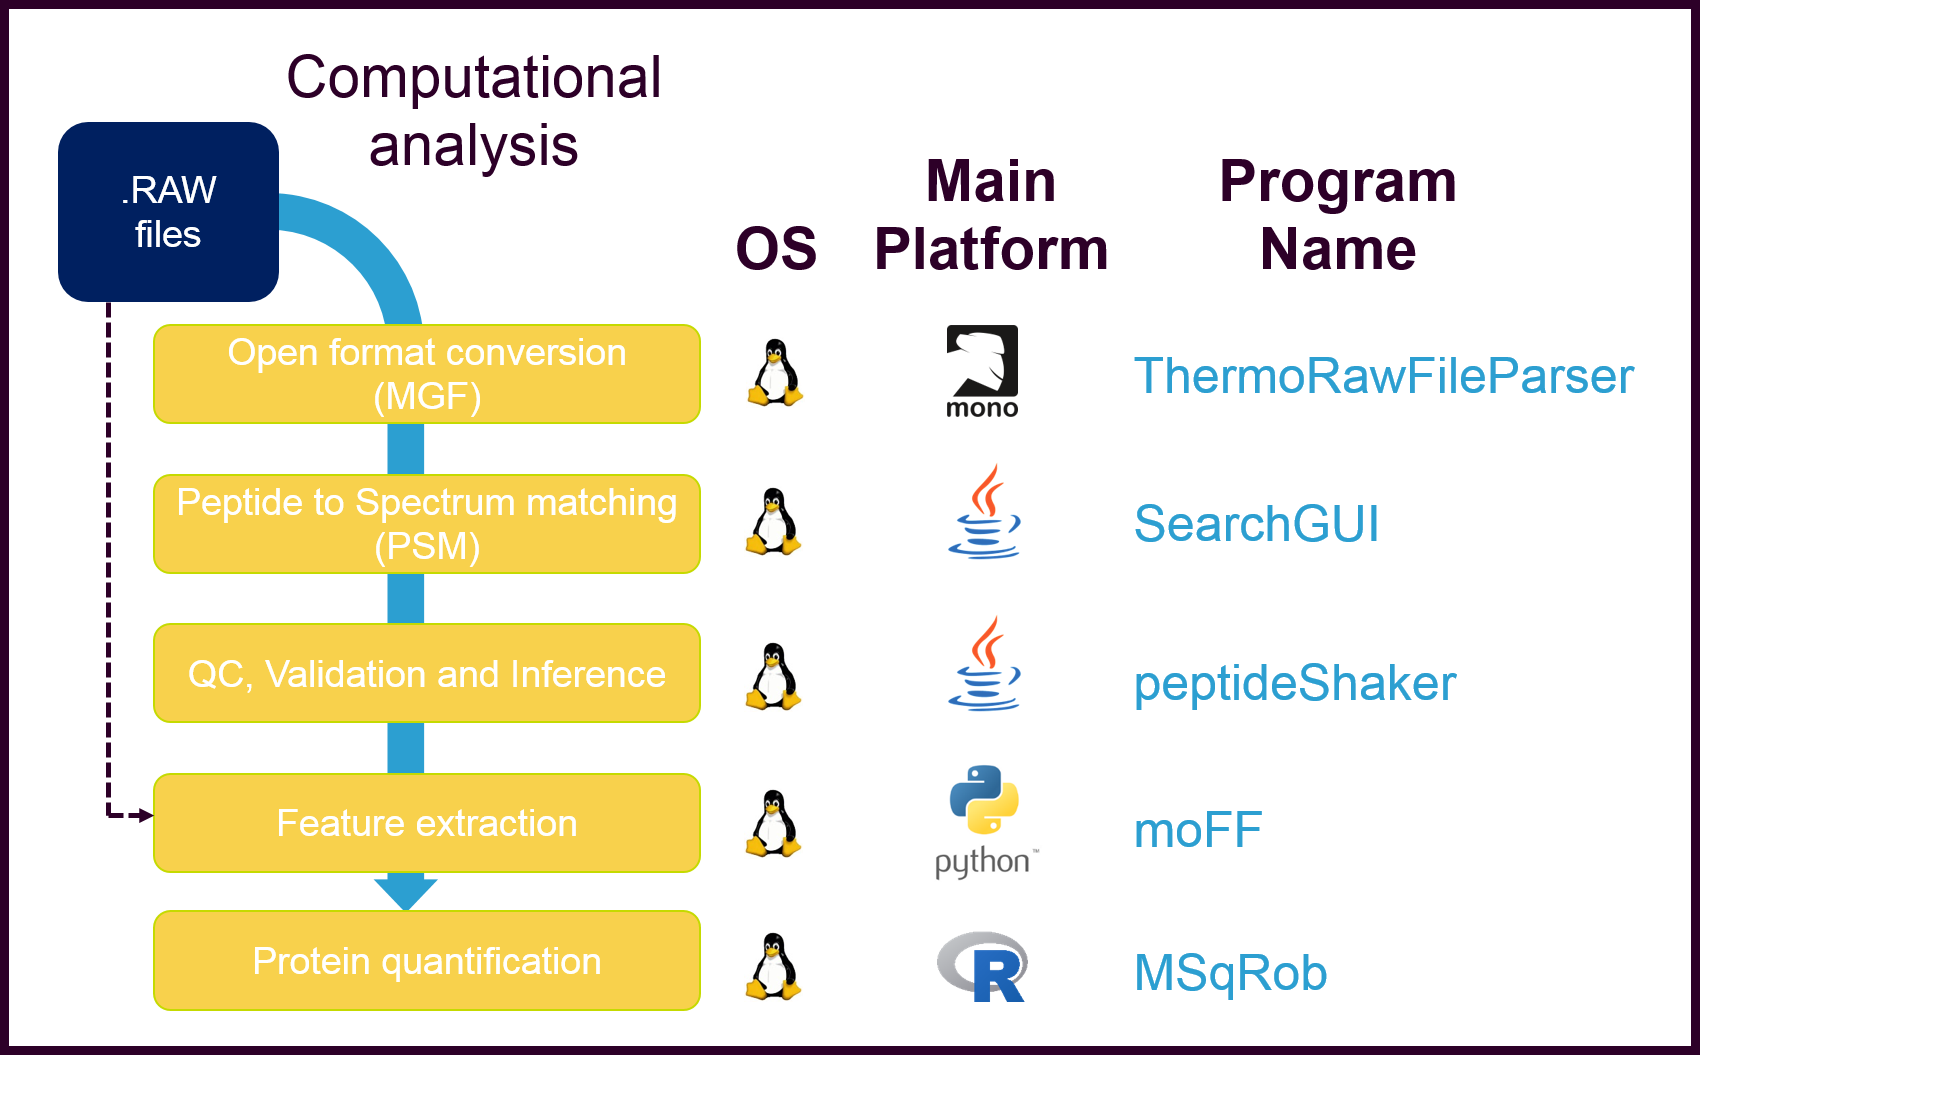 Computational
analysis
.RAW
files
OS
Main
Platform
Program
Name
Open format conversion
(MGF)
mono
ThermoRawFileParser
Peptide to Spectrum matching
(PSM)
SearchGUI
QC, Validation and Inference
peptideShaker
Feature extraction
python™
moFF
Protein quantification
R
MSqRob